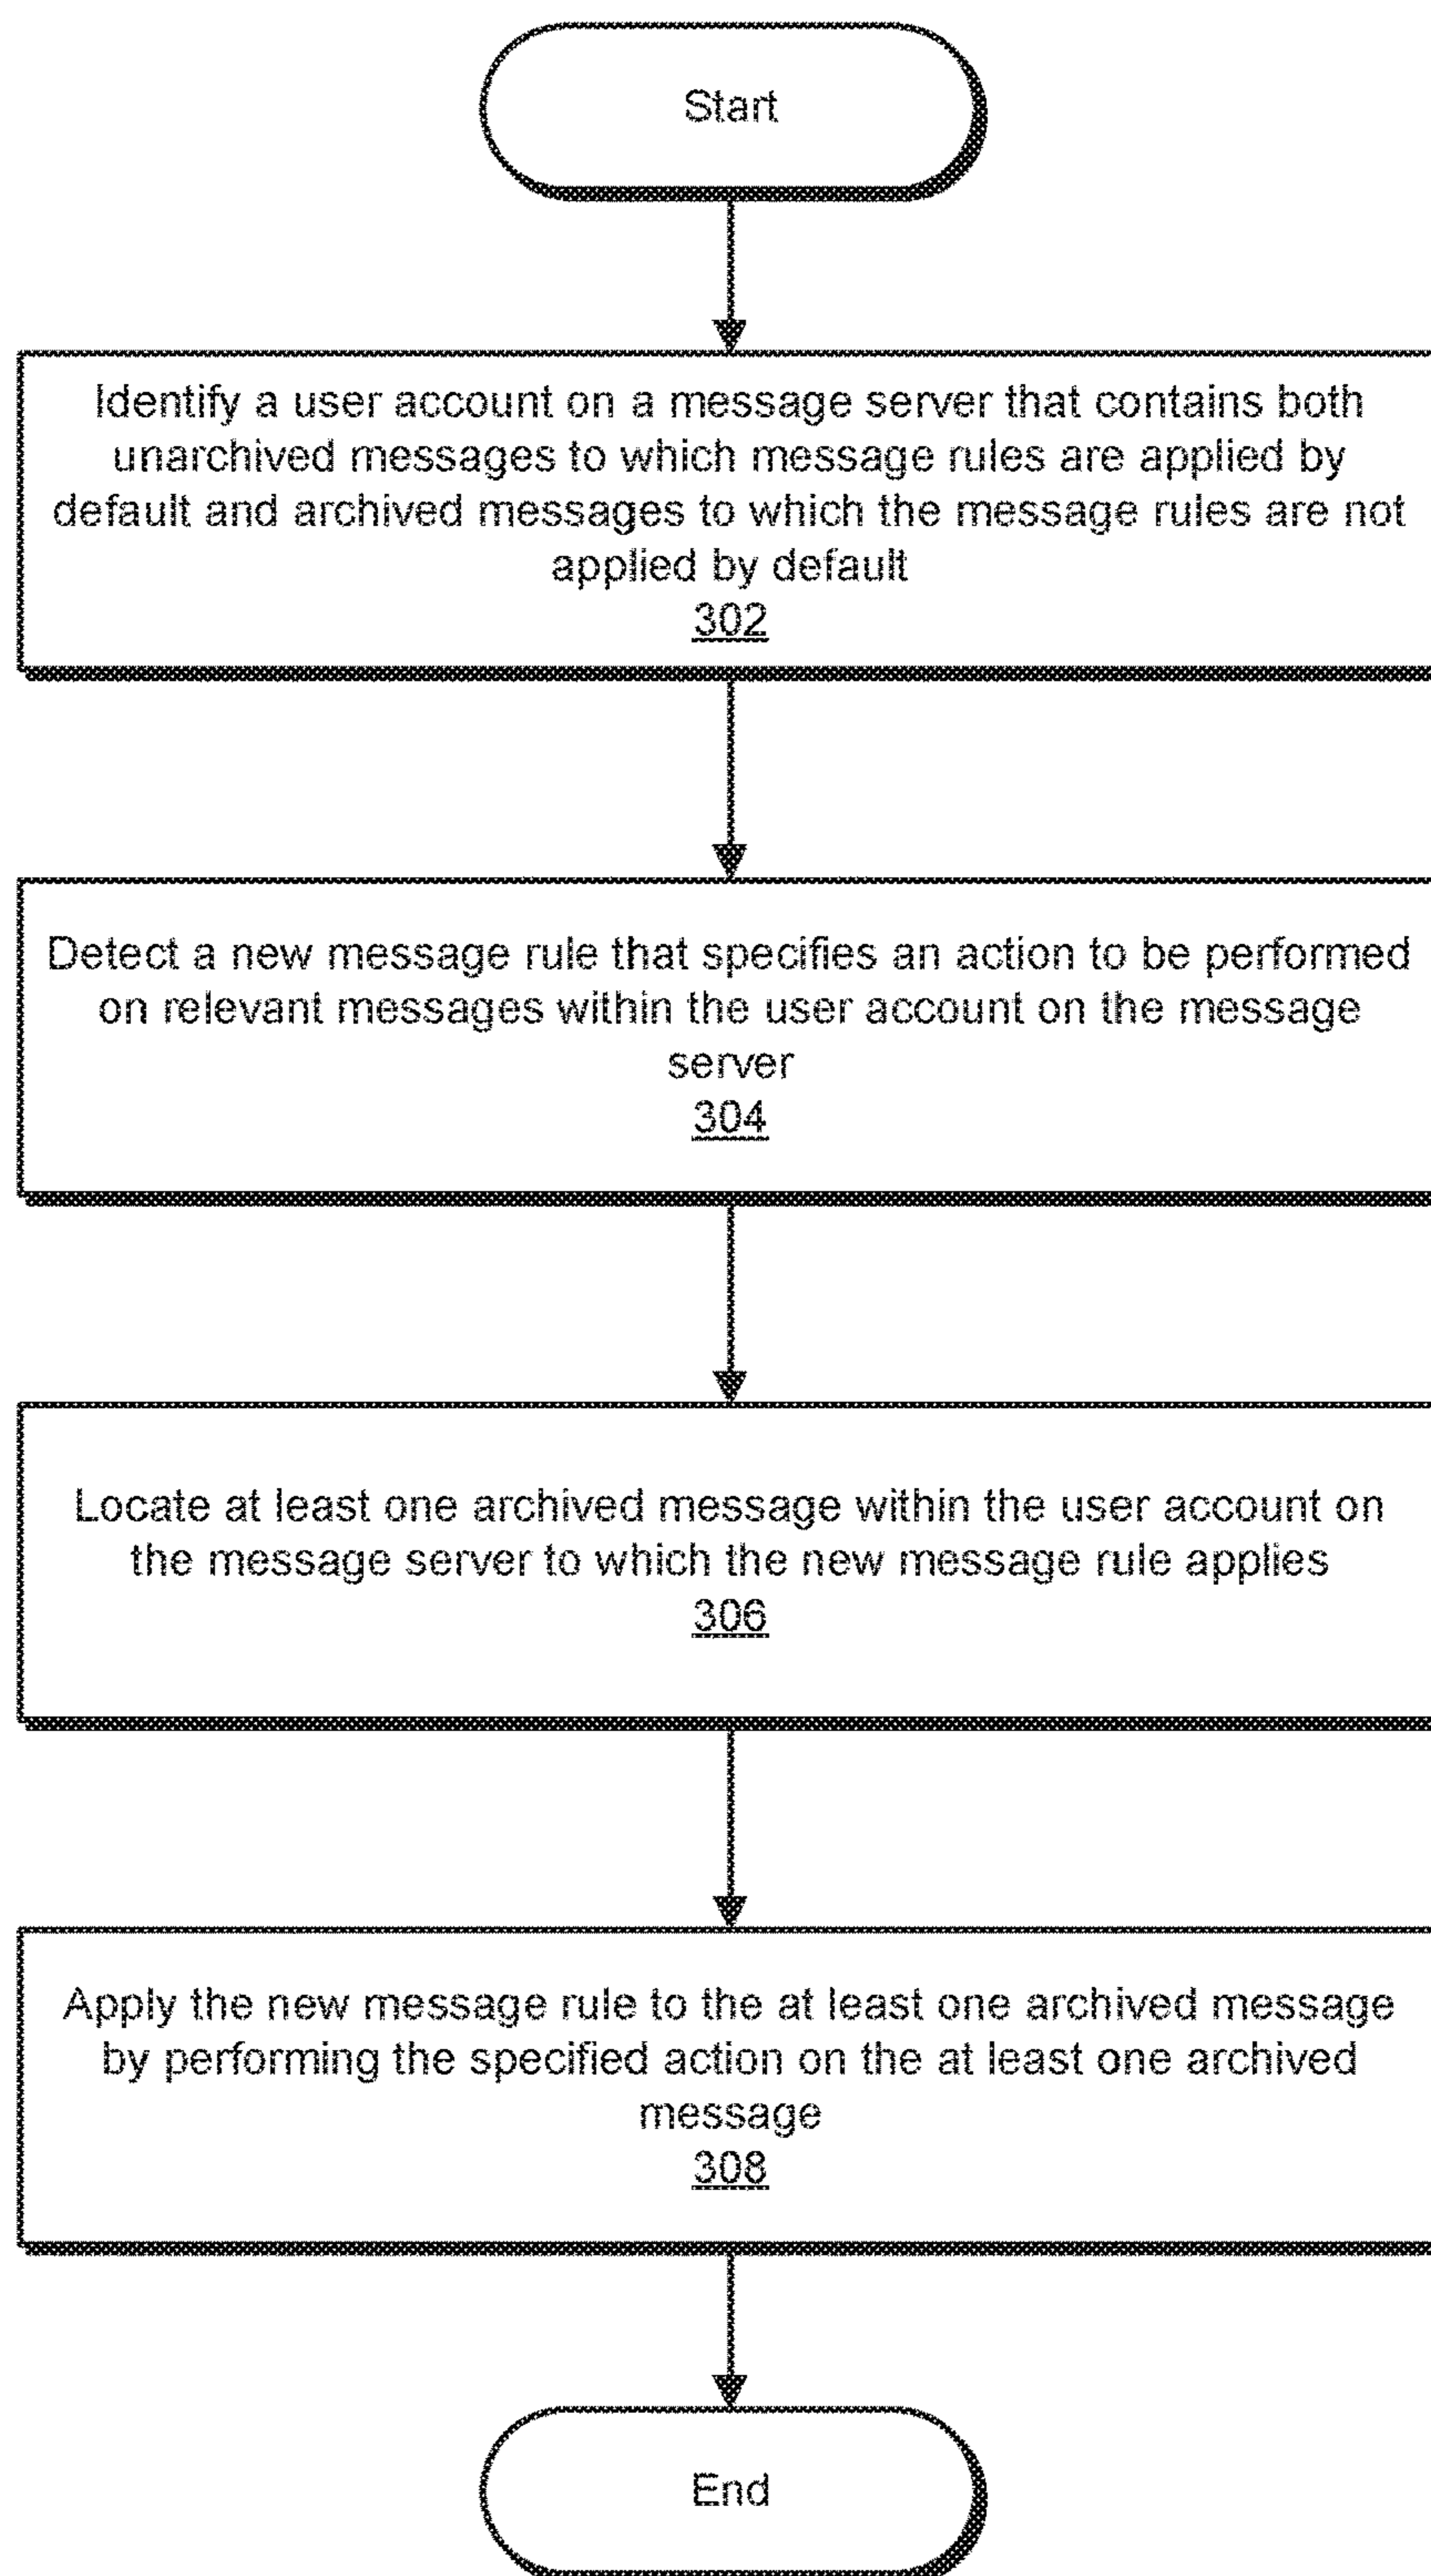 Start
Identify a user account on a message server that contains both
unarchived messages to which message rules are applied by
default and archived messages to which the message rules are not
applied by default
302
Detect a new message rule that specifies an action to be performed
on relevant messages within the user account on the message
server
304
Locate at least one archived message within the user account on
the message server to which the new message rule applies
306
Apply the new message rule to the at least one archived message
by performing the specified action on the at least one archived
message
308
End